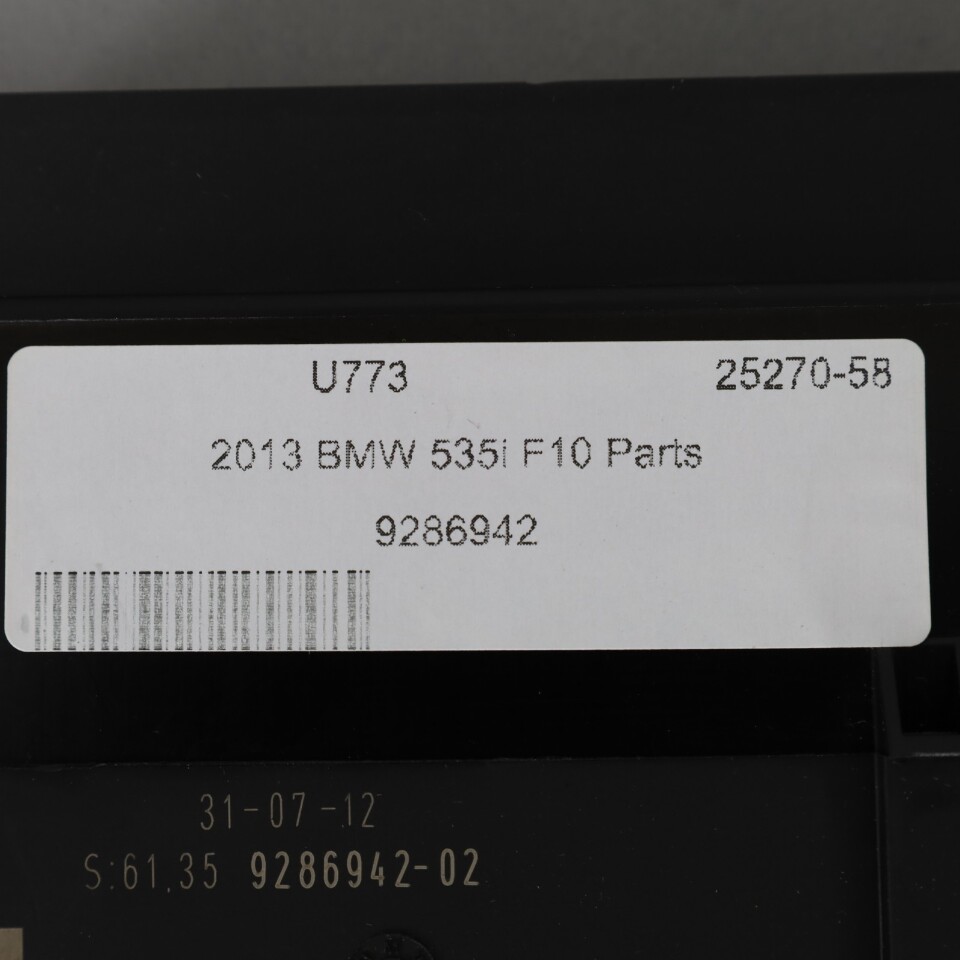 U773 25270-58
2013 BMW 535i F10 Parts
9286942
31-07-12
S:61.35 9286942-02